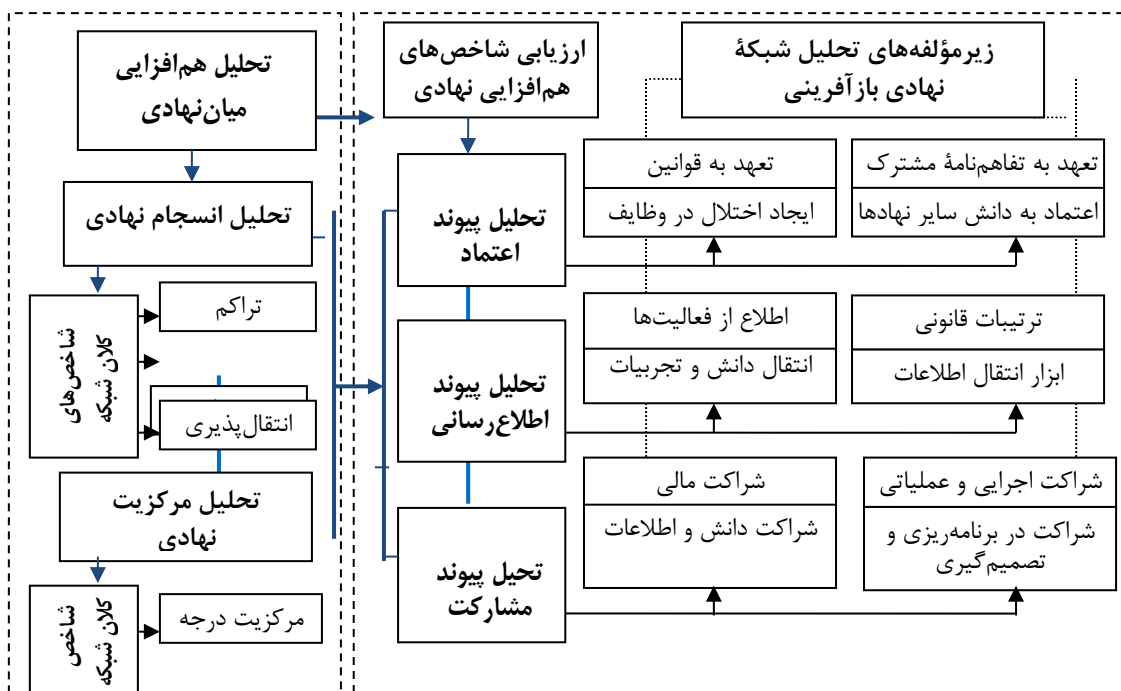 زیرمؤلفه‌های تحلیل شبکهٔ
نهادی بازآفرینی
ارزیابی شاخص‌های
هم‌افزایی نهادی
تحلیل هم‌افزایی
میان‌نهادی
تعهد به تفاهم‌نامهٔ مشترک
اعتماد به دانش سایر نهادها
تعهد به قوانین
ایجاد اختلال در وظایف
تحلیل پیوند
اعتماد
تحلیل انسجام نهادی
شاخص‌های
کلان شبکه
تراکم
انتقال‌پذیری
ترتیبات قانونی
ابزار انتقال اطلاعات
اطلاع از فعالیت‌ها
انتقال دانش و تجربیات
تحلیل پیوند
اطلاع‌رسانی
تحلیل مرکزیت
نهادی
شراکت اجرایی و عملیاتی
شراکت در برنامه‌ریزی و
تصمیم‌گیری
شراکت مالی
شراکت دانش و اطلاعات
تحیل پیوند
مشارکت
شاخص
کلان شبکه
مرکزیت درجه